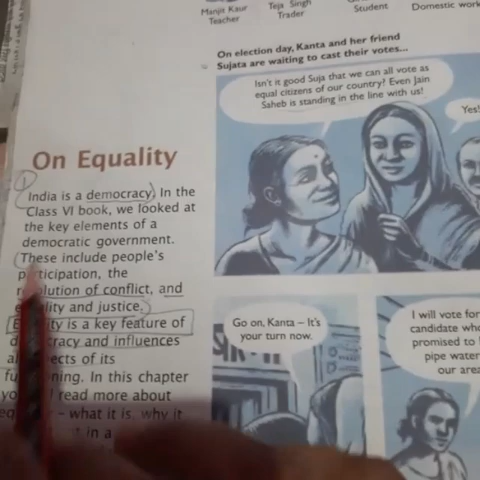 Manjit Kaur
Teacher
Teja Singh
Trader
Student
Domestic
On election day, Kanta and her friend
Sujata are waiting to cast their votes...
Isn't it good Suja that we can all vote as
equal citizens of our country? Even Jain
Saheb is standing in the line with us!
Yes!
On Equality
India is a democracy. In the
Class VI book, we looked at
the key elements of a
democratic government.
These include people's
participation, the
resolution of conflict, and
equality and justice.
Equality is a key feature of
democracy and influences
all aspects of its
functioning. In this chapter
you read more about
– what it is, why it
in a
Go on, Kanta – It's
your turn now.
I will vote for
candidate
promised to
pipe water
our area